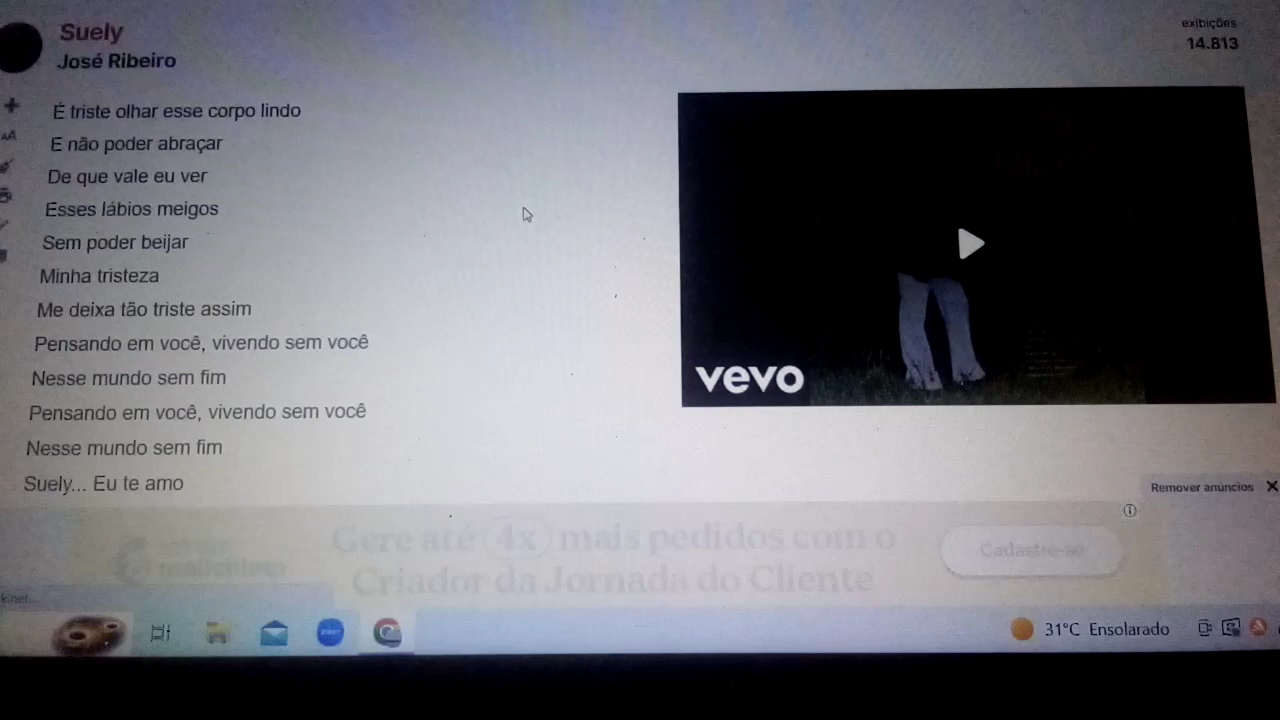 Suely
José Ribeiro
exibições
14.813
É triste olhar esse corpo lindo
E não poder abraçar
De que vale eu ver
Esses lábios meigos
Sem poder beijar
Minha tristeza
Me deixa tão triste assim
Pensando em você, vivendo sem você
Nesse mundo sem fim
Pensando em você, vivendo sem você
Nesse mundo sem fim
Suely... Eu te amo
AA
vevo
Remover anúncios
Gere até 4x mais pedidos com o
Criador da Jornada do Cliente
Cadastre-se
31°C Ensolarado